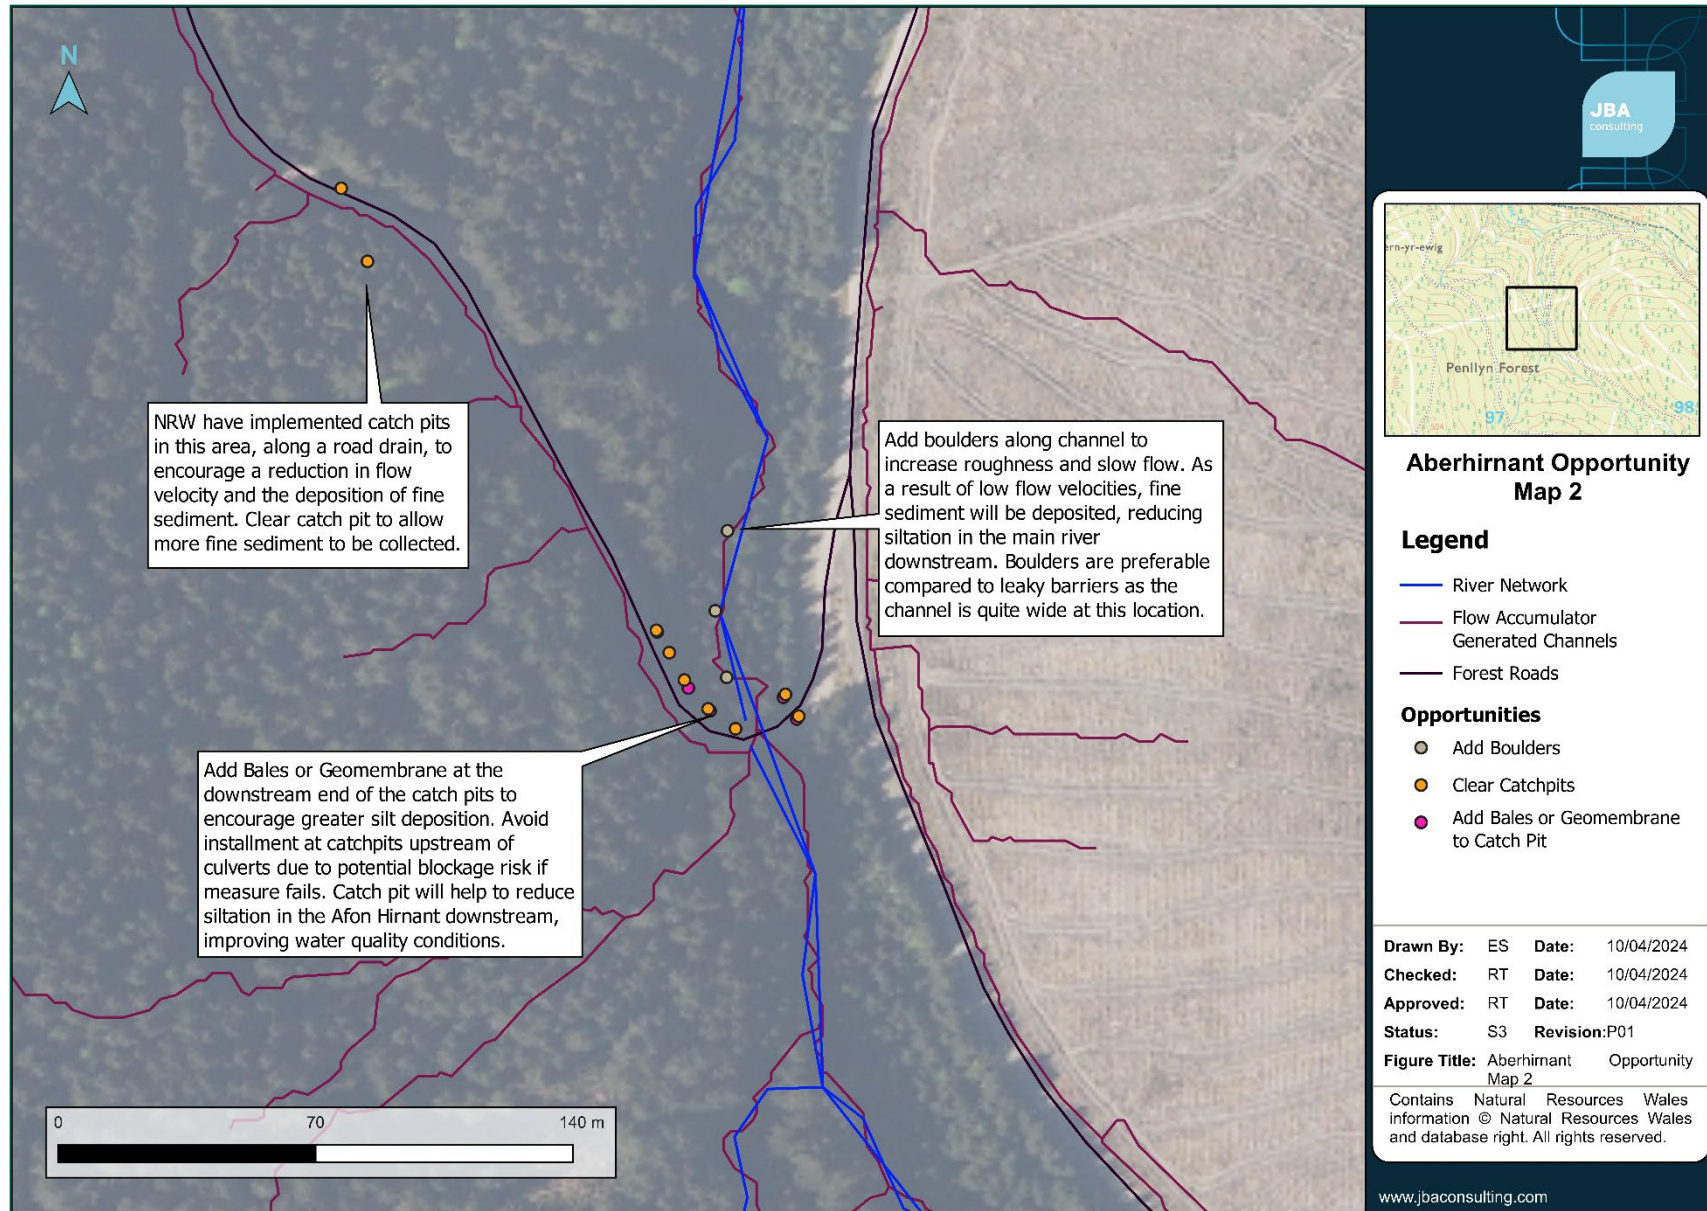 N
NRW have implemented catch pits
in this area, along a road drain, to
encourage a reduction in flow
velocity and the deposition of fine
sediment. Clear catch pit to allow
more fine sediment to be collected.
Add boulders along channel to
increase roughness and slow flow. As
a result of low flow velocities, fine
sediment will be deposited, reducing
siltation in the main river
downstream. Boulders are preferable
compared to leaky barriers as the
channel is quite wide at this location.
Add Bales or Geomembrane at the
downstream end of the catch pits to
encourage greater silt deposition. Avoid
installment at catchpits upstream of
culverts due to potential blockage risk if
measure fails. Catch pit will help to reduce
siltation in the Afon Hirnant downstream,
improving water quality conditions.
0 70 140 m
JBA
consulting
ern-yr-ewig
Penllyn Forest
97
98
504
Aberhirnant Opportunity
Map 2
Legend
River Network
Flow Accumulator
Generated Channels
Forest Roads
Opportunities
Add Boulders
Clear Catchpits
Add Bales or Geomembrane
to Catch Pit
Drawn By: ES Date: 10/04/2024
Checked: RT Date: 10/04/2024
Approved: RT Date: 10/04/2024
Status: S3 Revision:P01
Figure Title: Aberhirnant Opportunity
Map 2
Contains Natural Resources Wales
information © Natural Resources Wales
and database right. All rights reserved.
www.jbaconsulting.com